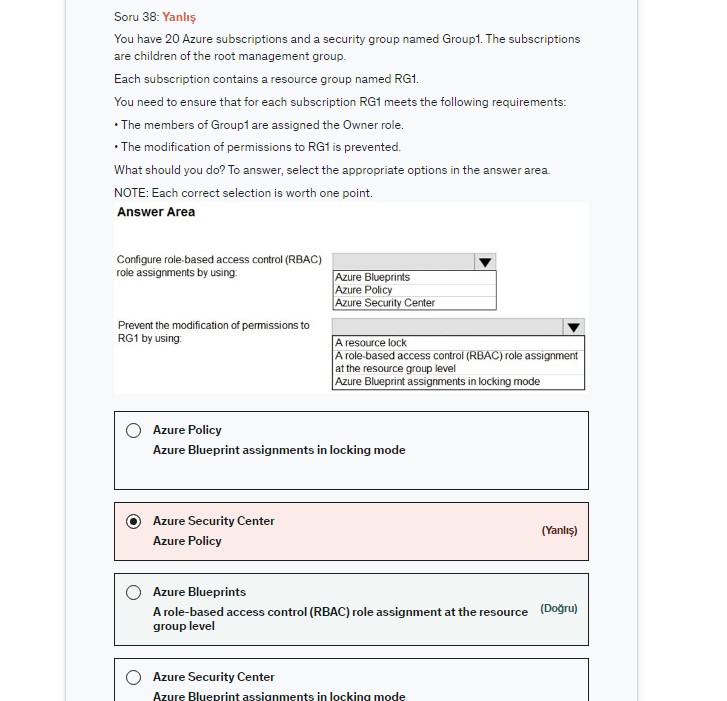 Soru 38: Yanlış
You have 20 Azure subscriptions and a security group named Group1. The subscriptions
are children of the root management group.
Each subscription contains a resource group named RG1.
You need to ensure that for each subscription RG1 meets the following requirements:
• The members of Group1 are assigned the Owner role.
• The modification of permissions to RG1 is prevented.
What should you do? To answer, select the appropriate options in the answer area.
NOTE: Each correct selection is worth one point.
Answer Area
Configure role-based access control (RBAC)
role assignments by using:
Azure Blueprints
Azure Policy
Azure Security Center
Prevent the modification of permissions to
RG1 by using:
A resource lock
A role-based access control (RBAC) role assignment
at the resource group level
Azure Blueprint assignments in locking mode
Azure Policy
Azure Blueprint assignments in locking mode
Azure Security Center
Azure Policy
(Yanlış)
Azure Blueprints
A role-based access control (RBAC) role assignment at the resource
group level
(Doğru)
Azure Security Center
Azure Blueprint assignments in locking mode